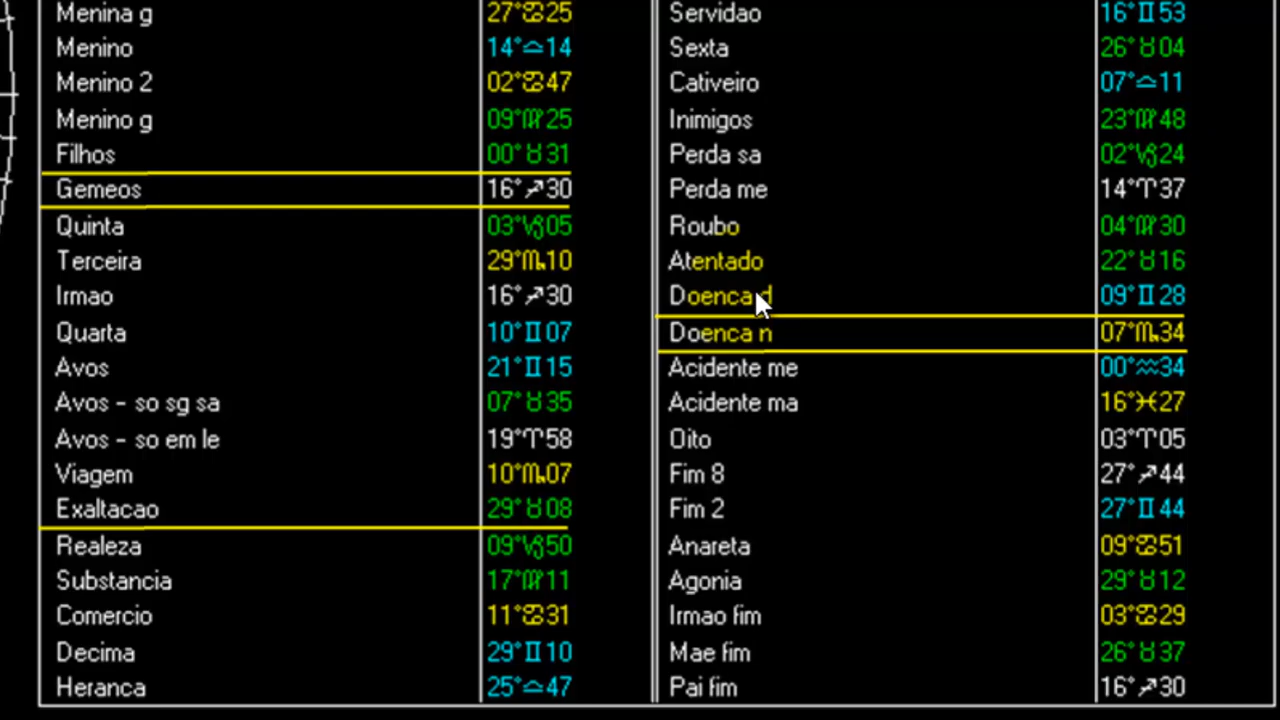 Menina g 27°♋25
Menino 14°♎14
Menino 2 02°♋47
Menino g 09°♍25
Filhos 00°♉31
Gemeos 16°♐30
Quinta 03°♑05
Terceira 29°♏10
Irmao 16°♐30
Quarta 10°♊07
Avos 21°♊15
Avos - so sg sa 07°♉35
Avos - so em le 19°♈58
Viagem 10°♏07
Exaltacao 29°♉08
Realeza 09°♑50
Substancia 17°♍11
Comercio 11°♋31
Decima 29°♊10
Heranca 25°♎47
Servidao 16°♊53
Sexta 26°♉04
Cativeiro 07°♎11
Inimigos 23°♍48
Perda sa 02°♑24
Perda me 14°♈37
Roubo 04°♍30
Atentado 22°♉16
Doenca d 09°♊28
Doenca n 07°♏34
Acidente me 00°♒34
Acidente ma 16°♓27
Oito 03°♈05
Fim 8 27°♐44
Fim 2 27°♊44
Anareta 09°♋51
Agonia 29°♉12
Irmao fim 03°♋29
Mae fim 26°♉37
Pai fim 16°♐30